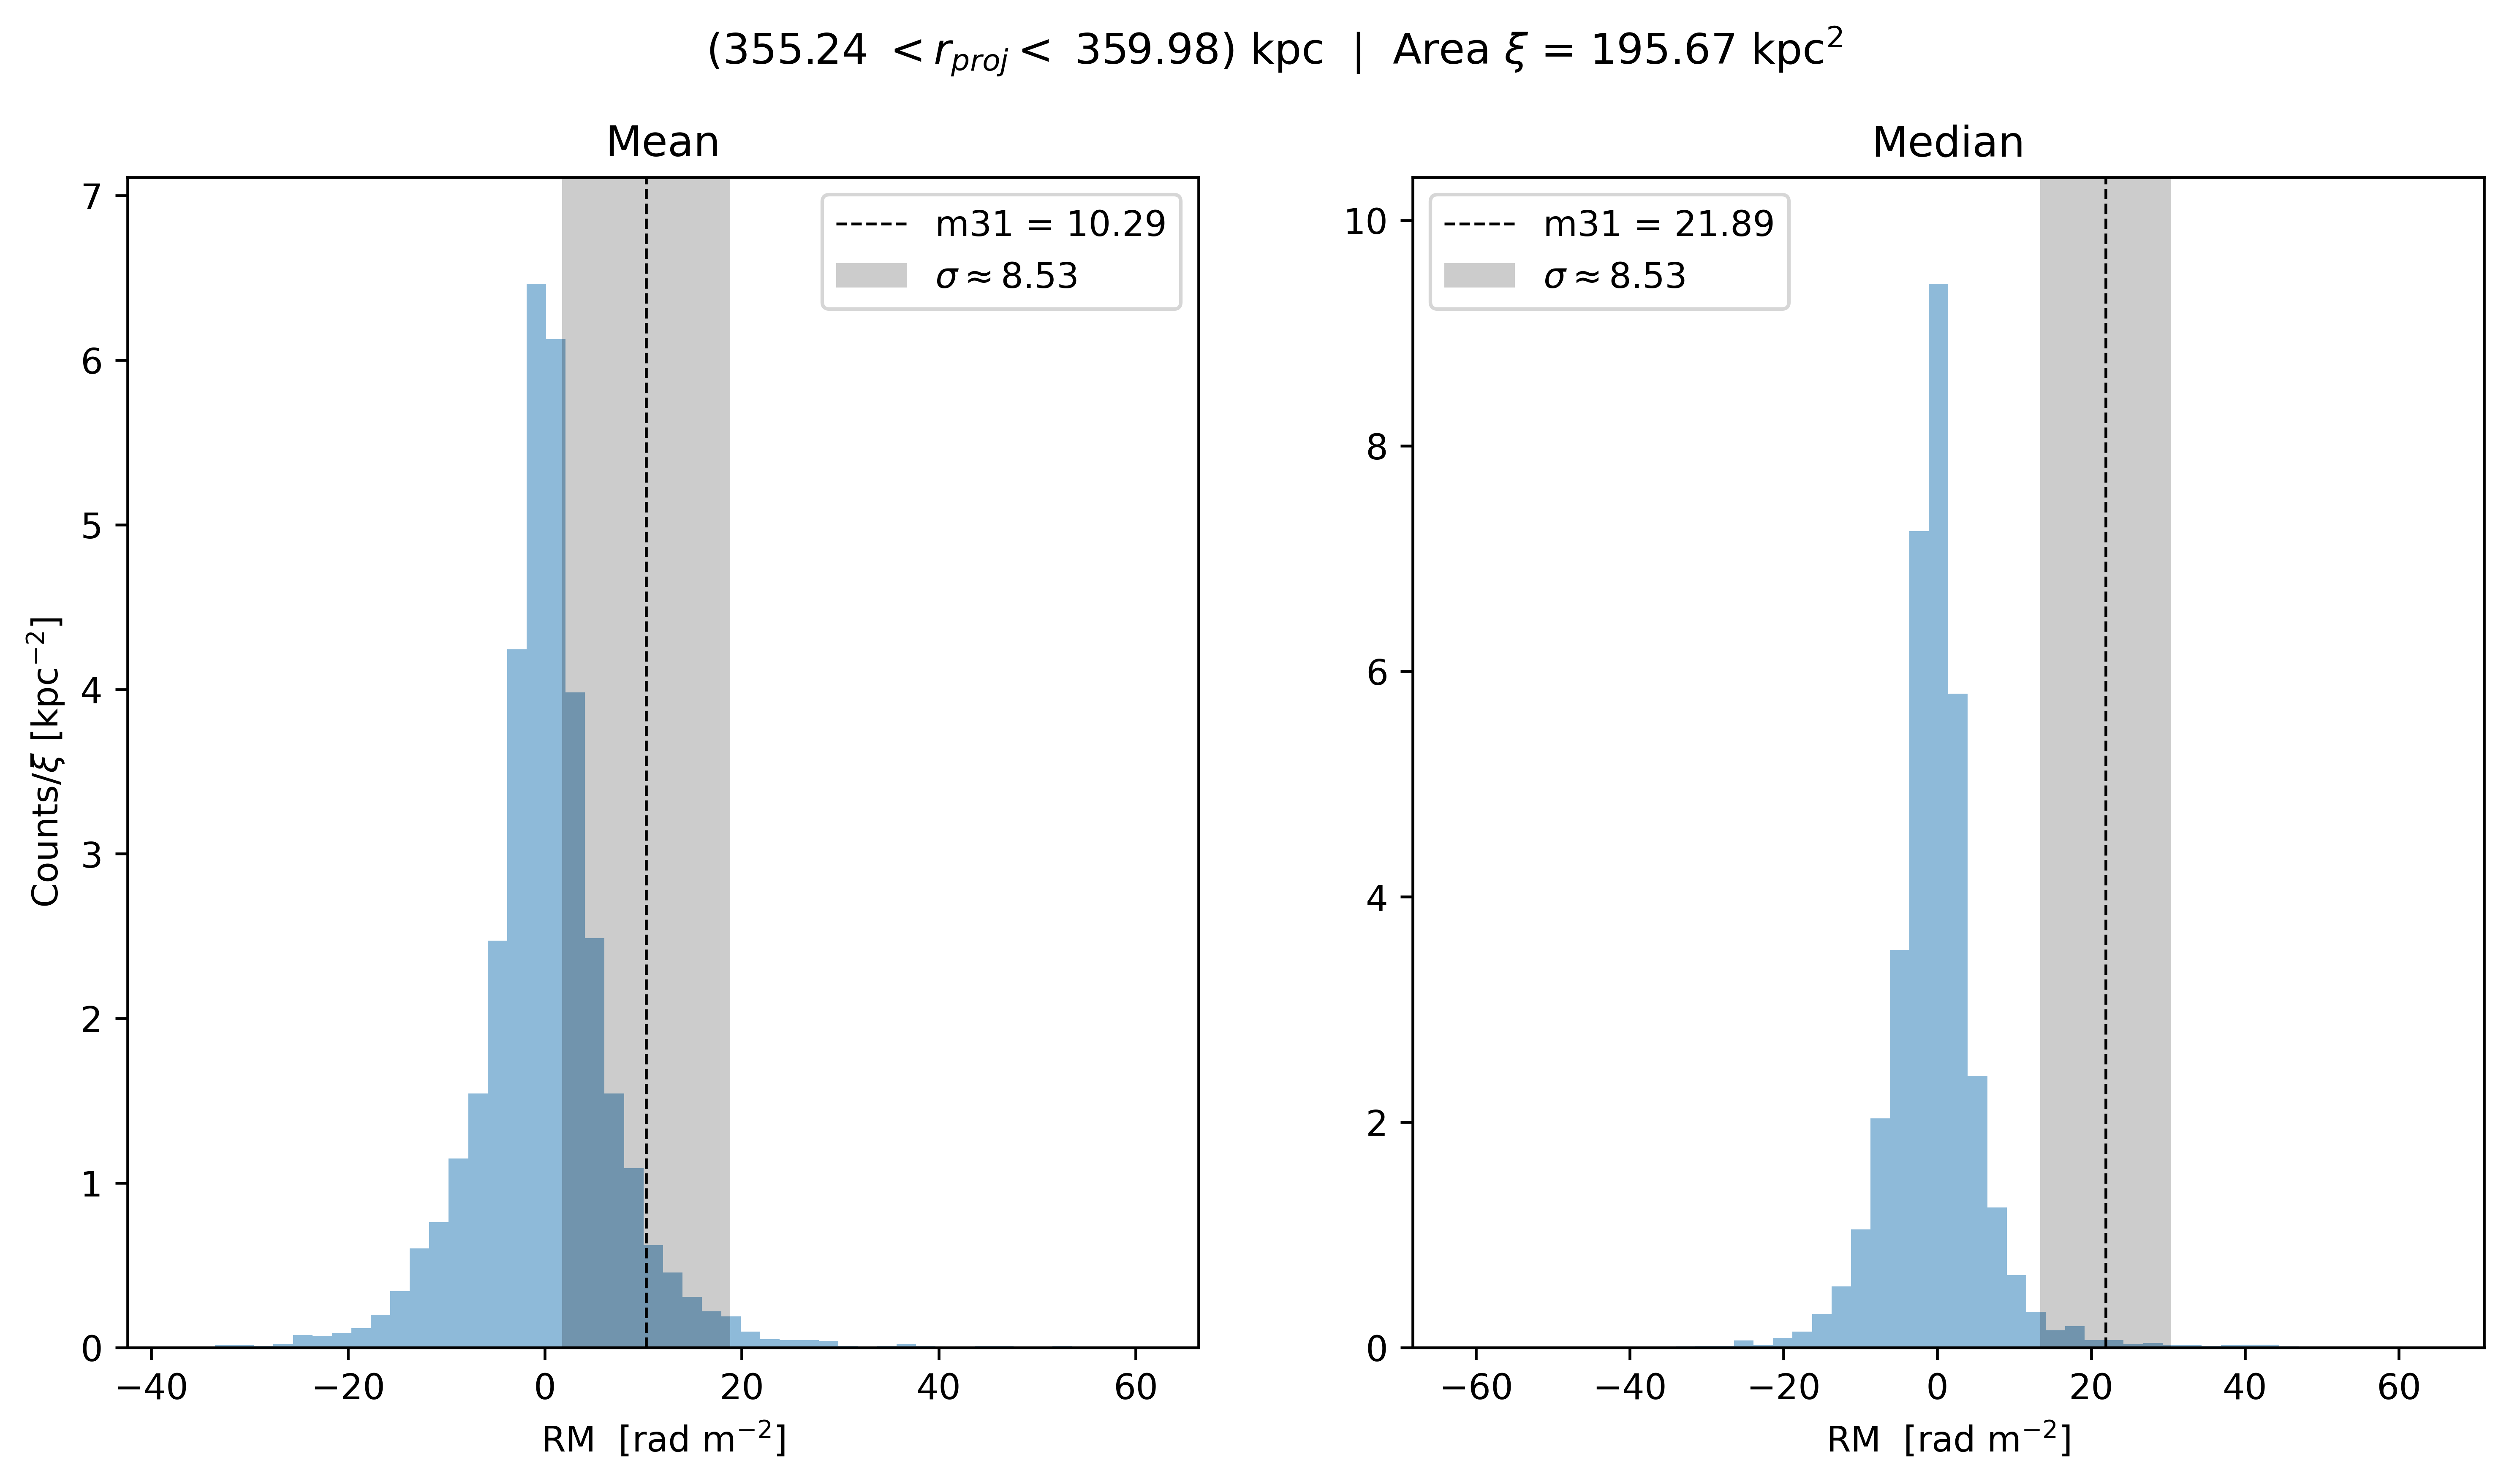 (355.24 < r_proj < 359.98) kpc | Area ξ = 195.67 kpc²
Mean
Median
m31 = 10.29
σ ≈ 8.53
m31 = 21.89
σ ≈ 8.53
Counts/ξ [kpc⁻²]
7
6
5
4
3
2
1
0
−40 −20 0 20 40 60
RM [rad m⁻²]
10
8
6
4
2
0
−60 −40 −20 0 20 40 60
RM [rad m⁻²]